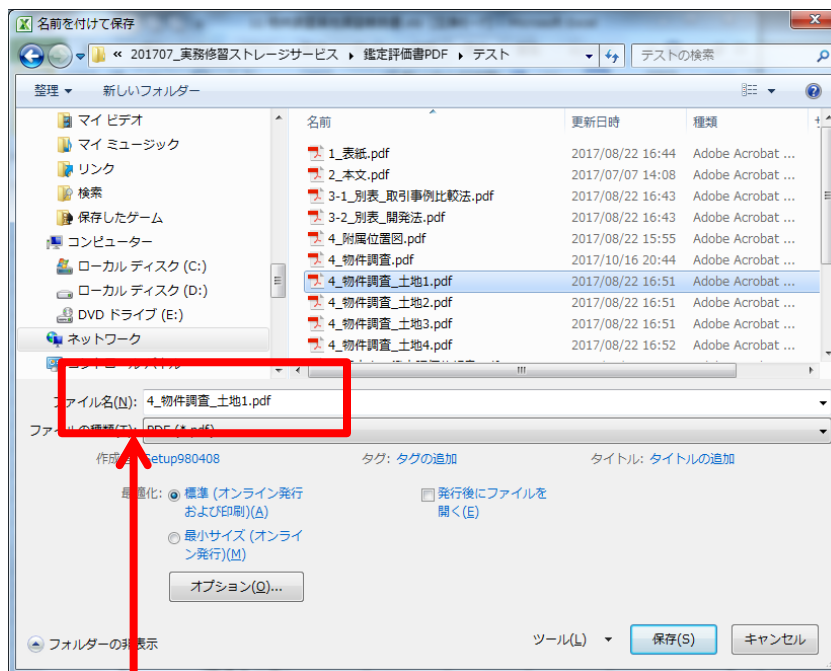 名前を付けて保存
« 201707_実務修習ストレージサービス ▸ 鑑定評価書PDF ▸ テスト
テストの検索
整理 ▼ 新しいフォルダー
マイ ビデオ
マイ ミュージック
リンク
検索
保存したゲーム
コンピューター
ローカル ディスク (C:)
ローカル ディスク (D:)
DVD ドライブ (E:)
ネットワーク
名前 更新日時 種類
1_表紙.pdf 2017/08/22 16:44 Adobe Acrobat ...
2_本文.pdf 2017/07/07 14:08 Adobe Acrobat ...
3-1_別表_取引事例比較法.pdf 2017/08/22 16:43 Adobe Acrobat ...
3-2_別表_開発法.pdf 2017/08/22 16:43 Adobe Acrobat ...
4_附属位置図.pdf 2017/08/22 15:55 Adobe Acrobat ...
4_物件調査.pdf 2017/10/16 20:44 Adobe Acrobat ...
4_物件調査_土地1.pdf 2017/08/22 16:51 Adobe Acrobat ...
4_物件調査_土地2.pdf 2017/08/22 16:51 Adobe Acrobat ...
4_物件調査_土地3.pdf 2017/08/22 16:51 Adobe Acrobat ...
4_物件調査_土地4.pdf 2017/08/22 16:52 Adobe Acrobat ...
ファイル名(N): 4_物件調査_土地1.pdf
ファイルの種類(T): PDF (*.pdf)
Setup980408 タグ: タグの追加 タイトル: タイトルの追加
標準 (オンライン発行
および印刷)(A)
最小サイズ (オンライ
ン発行)(M)
発行後にファイルを
開く(E)
オプション(O)...
フォルダーの非表示
ツール(L) ▼ 保存(S) キャンセル